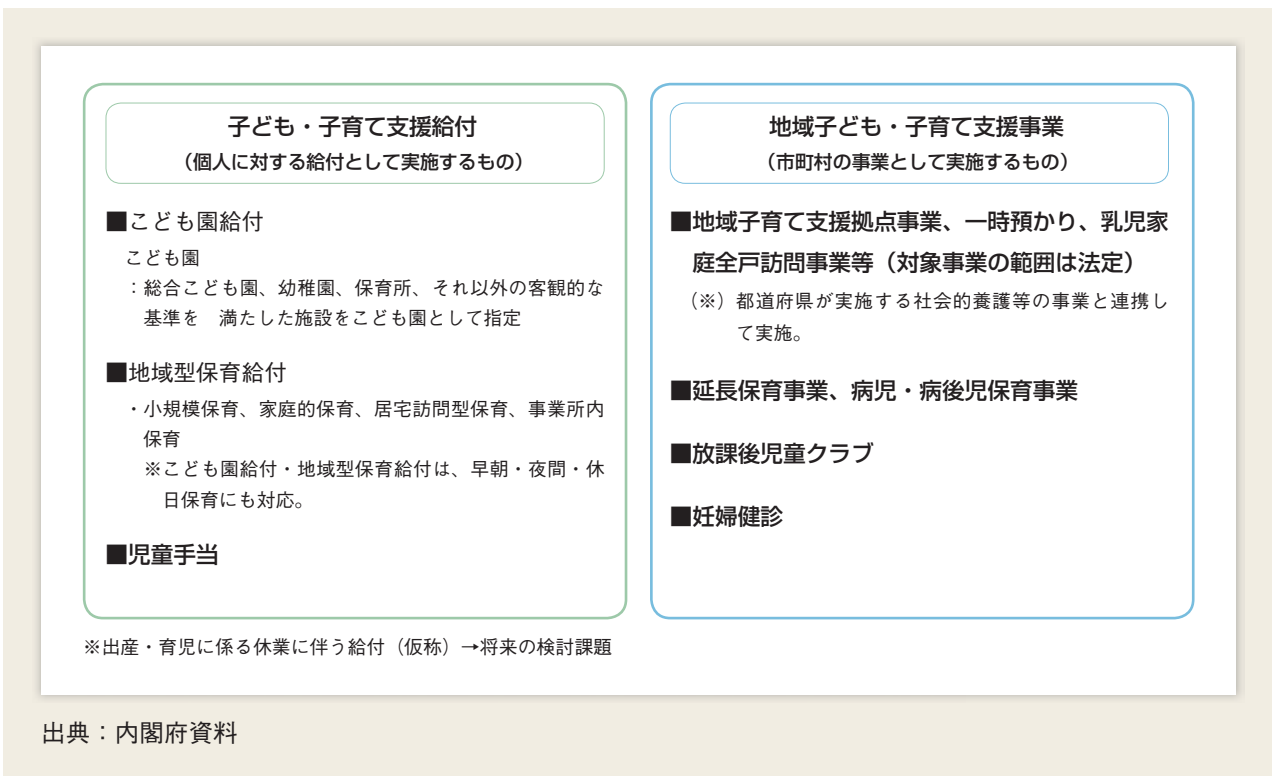 子ども・子育て支援給付
（個人に対する給付として実施するもの）
■こども園給付
こども園
：総合こども園、幼稚園、保育所、それ以外の客観的な
基準を　満たした施設をこども園として指定
■地域型保育給付
・小規模保育、家庭的保育、居宅訪問型保育、事業所内
保育
※こども園給付・地域型保育給付は、早朝・夜間・休
日保育にも対応。
■児童手当
地域子ども・子育て支援事業
（市町村の事業として実施するもの）
■地域子育て支援拠点事業、一時預かり、乳児家
庭全戸訪問事業等（対象事業の範囲は法定）
（※）都道府県が実施する社会的養護等の事業と連携し
て実施。
■延長保育事業、病児・病後児保育事業
■放課後児童クラブ
■妊婦健診
※出産・育児に係る休業に伴う給付（仮称）→将来の検討課題
出典：内閣府資料